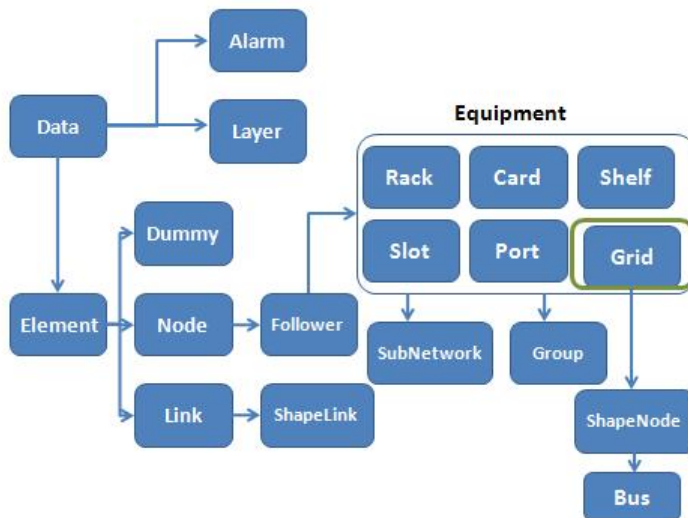 Alarm
Data
Layer
Equipment
Rack
Card
Shelf
Slot
Port
Grid
Dummy
Element
Node
Follower
Link
ShapeLink
SubNetwork
Group
ShapeNode
Bus